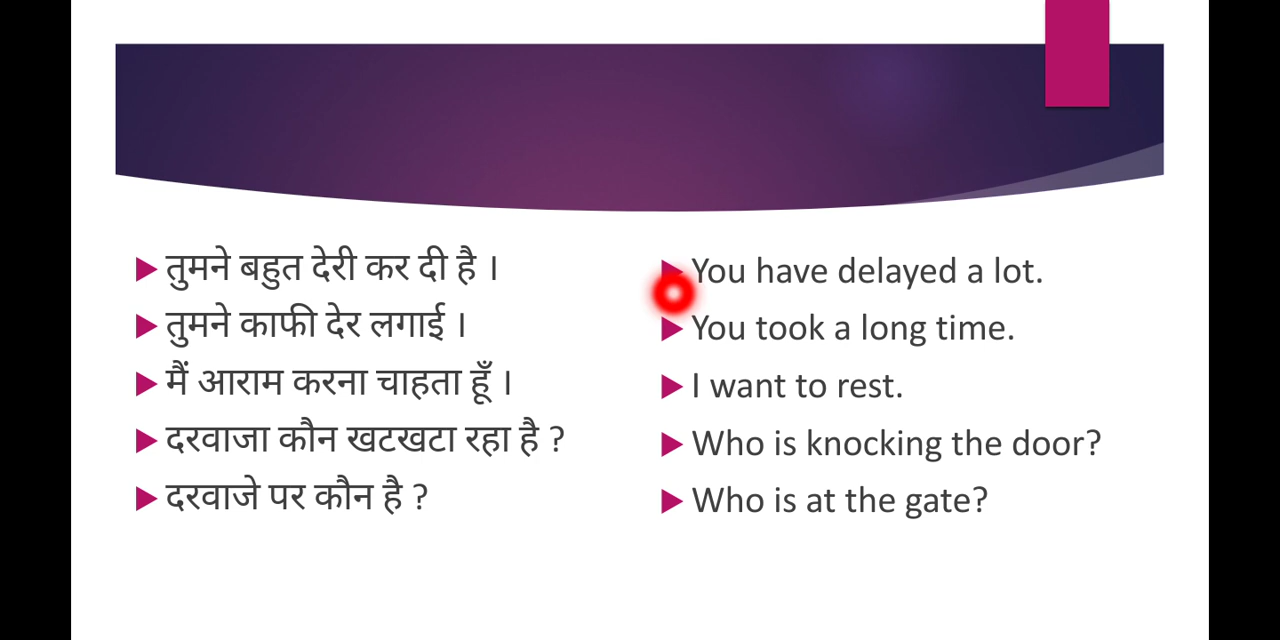 तुमने बहुत देरी कर दी है ।
तुमने काफी देर लगाई ।
मैं आराम करना चाहता हूँ ।
दरवाजा कौन खटखटा रहा है ?
दरवाजे पर कौन है ?
You have delayed a lot.
You took a long time.
I want to rest.
Who is knocking the door?
Who is at the gate?